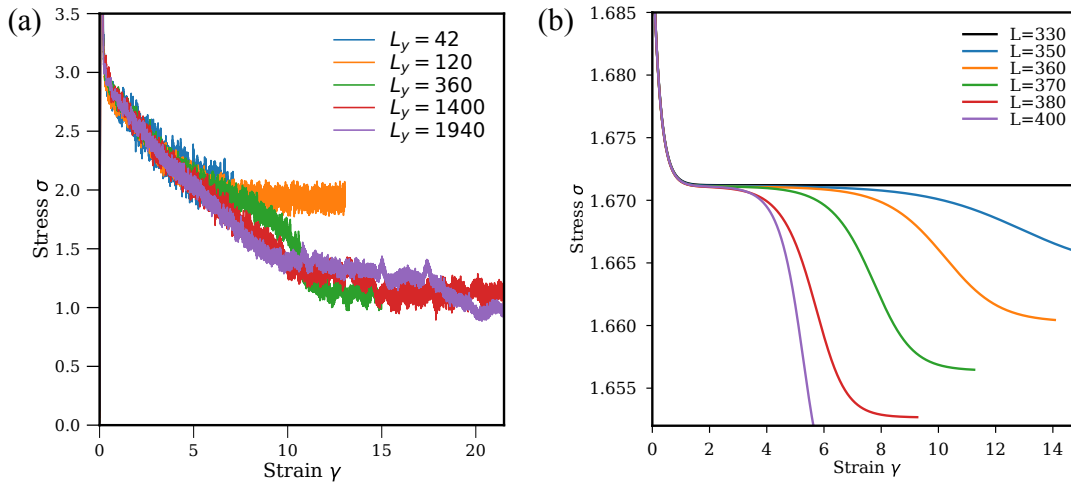 (a)
3.5
3.0
2.5
2.0
1.5
1.0
0.5
0.0
Stress σ
0
5
10
15
20
Strain γ
L_y = 42
L_y = 120
L_y = 360
L_y = 1400
L_y = 1940
(b)
1.685
1.680
1.675
1.670
1.665
1.660
1.655
Stress σ
0
2
4
6
8
10
12
14
Strain γ
L=330
L=350
L=360
L=370
L=380
L=400